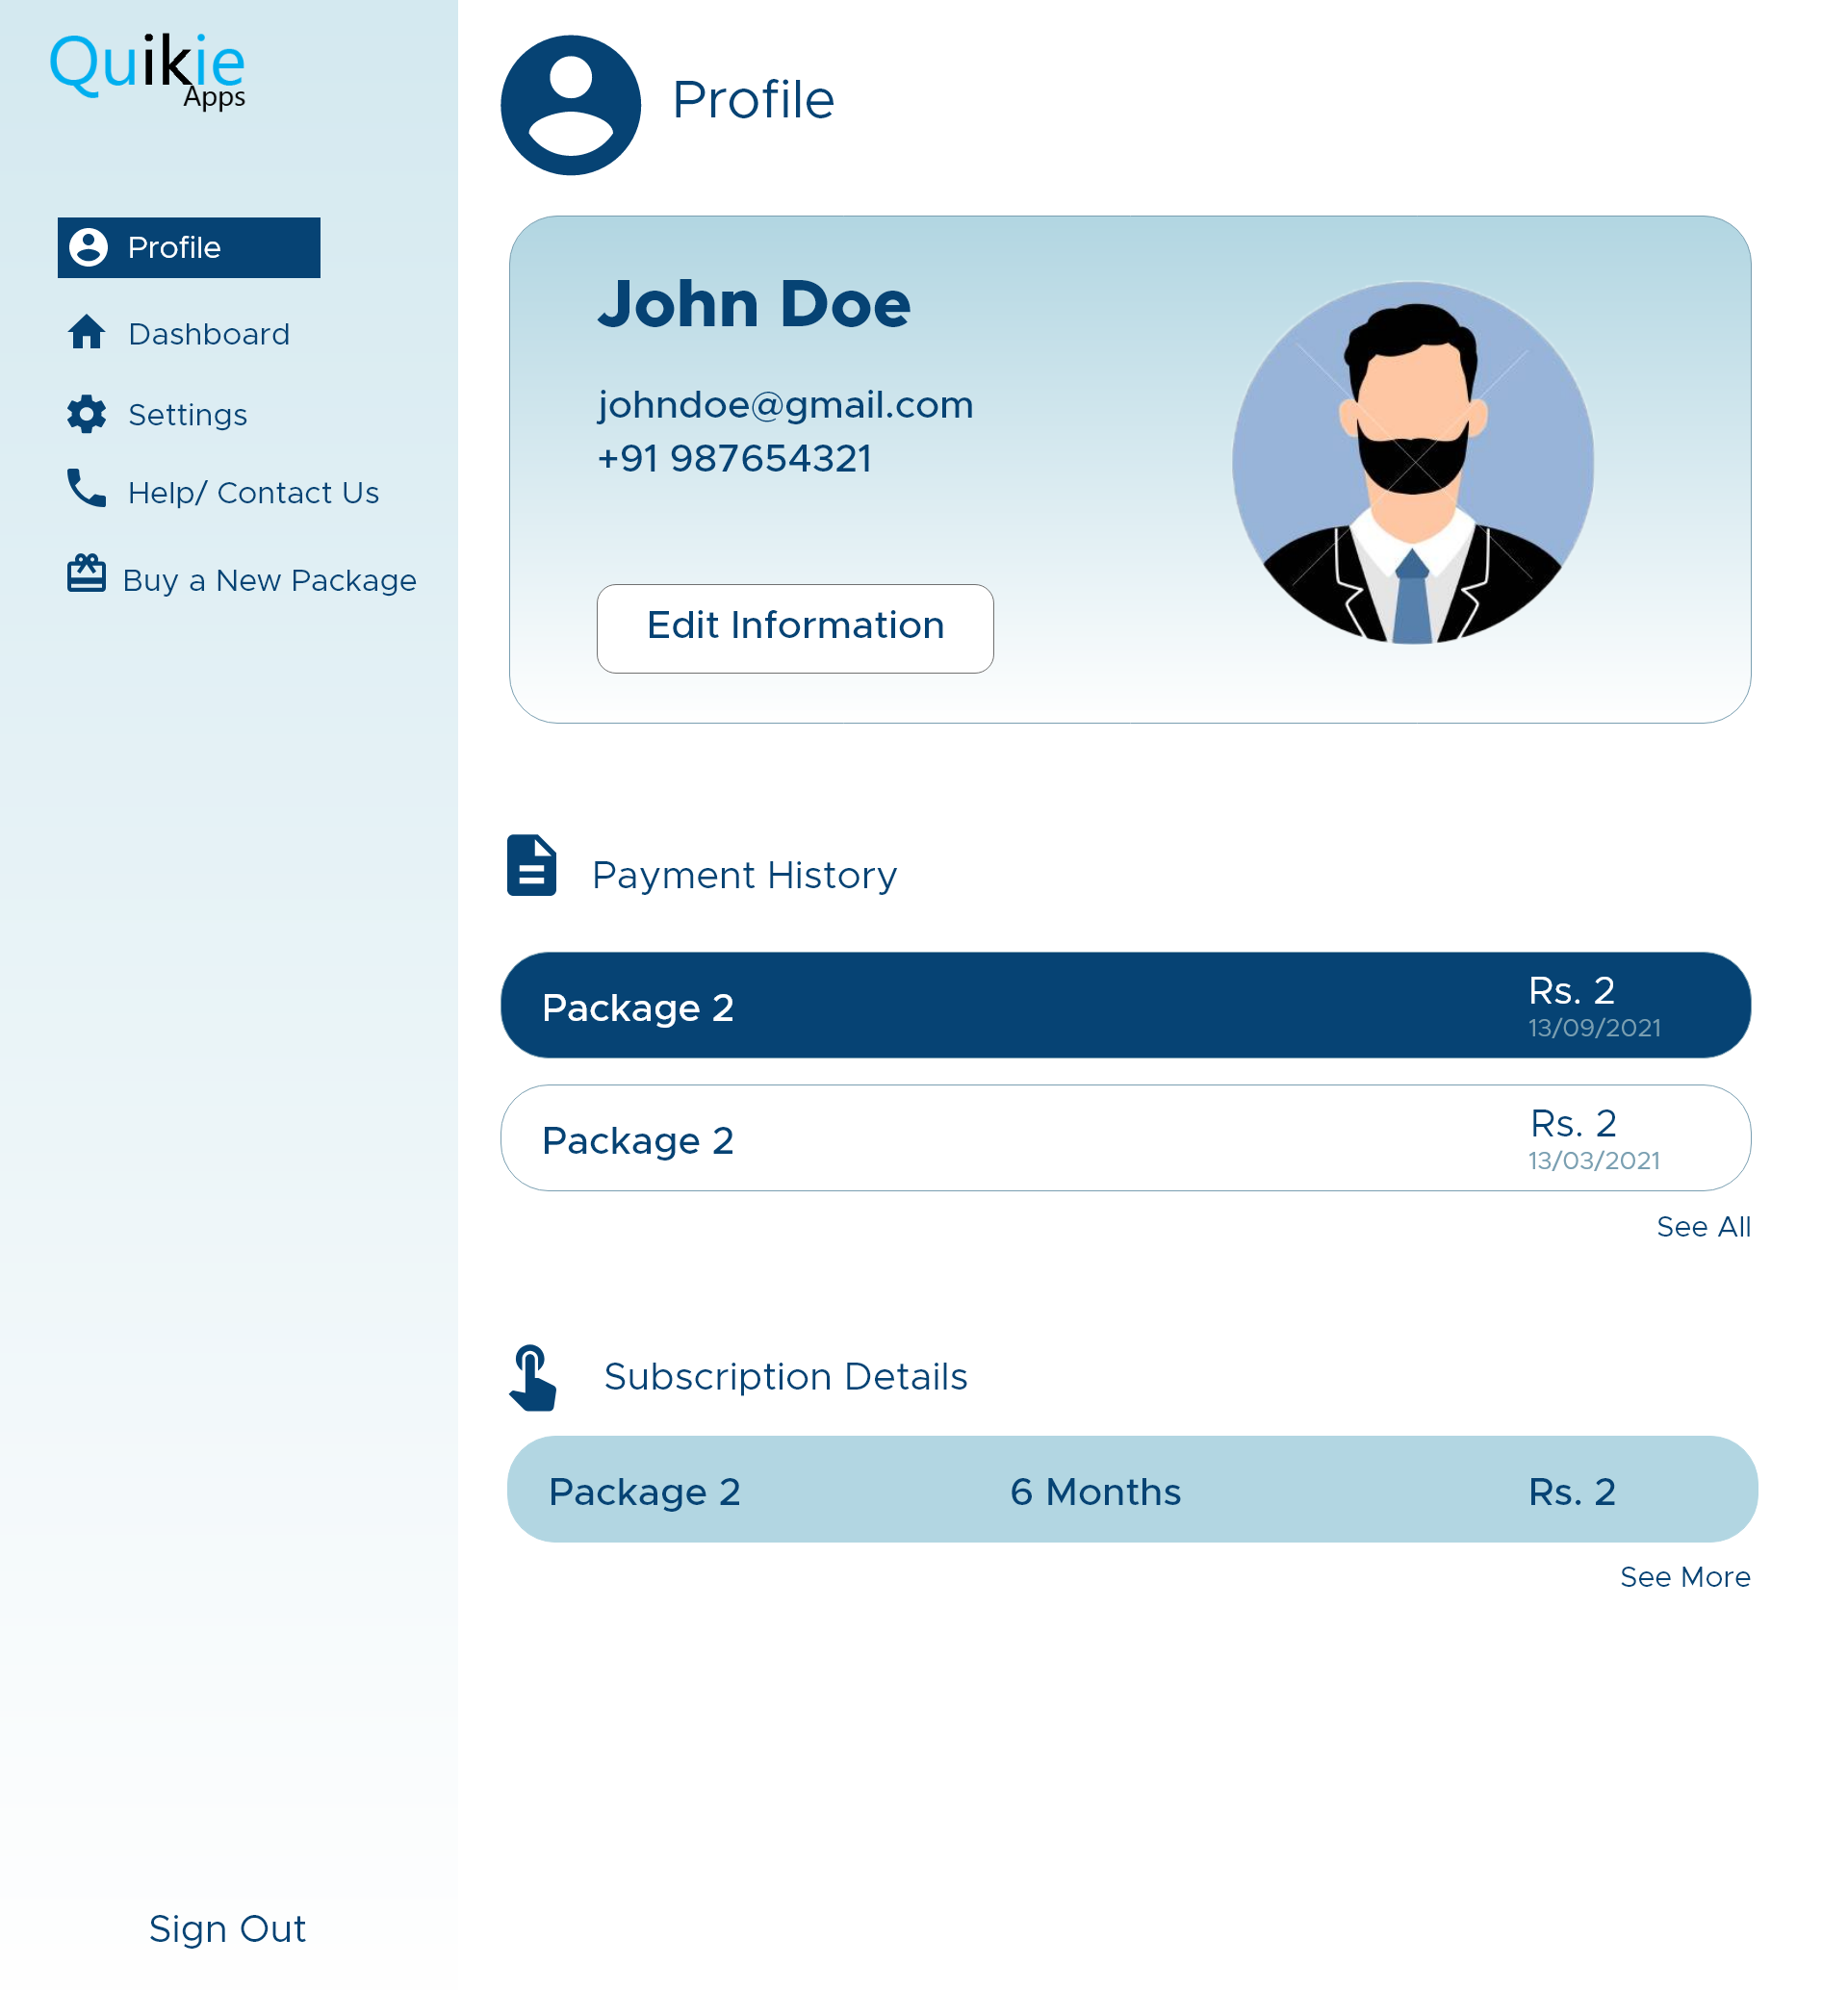 Quikie
Apps
Profile
Dashboard
Settings
Help/ Contact Us
Buy a New Package
Sign Out
Profile
John Doe
johndoe@gmail.com
+91 987654321
Edit Information
Payment History
Package 2
Rs. 2
13/09/2021
Package 2
Rs. 2
13/03/2021
See All
Subscription Details
Package 2 6 Months Rs. 2
See More